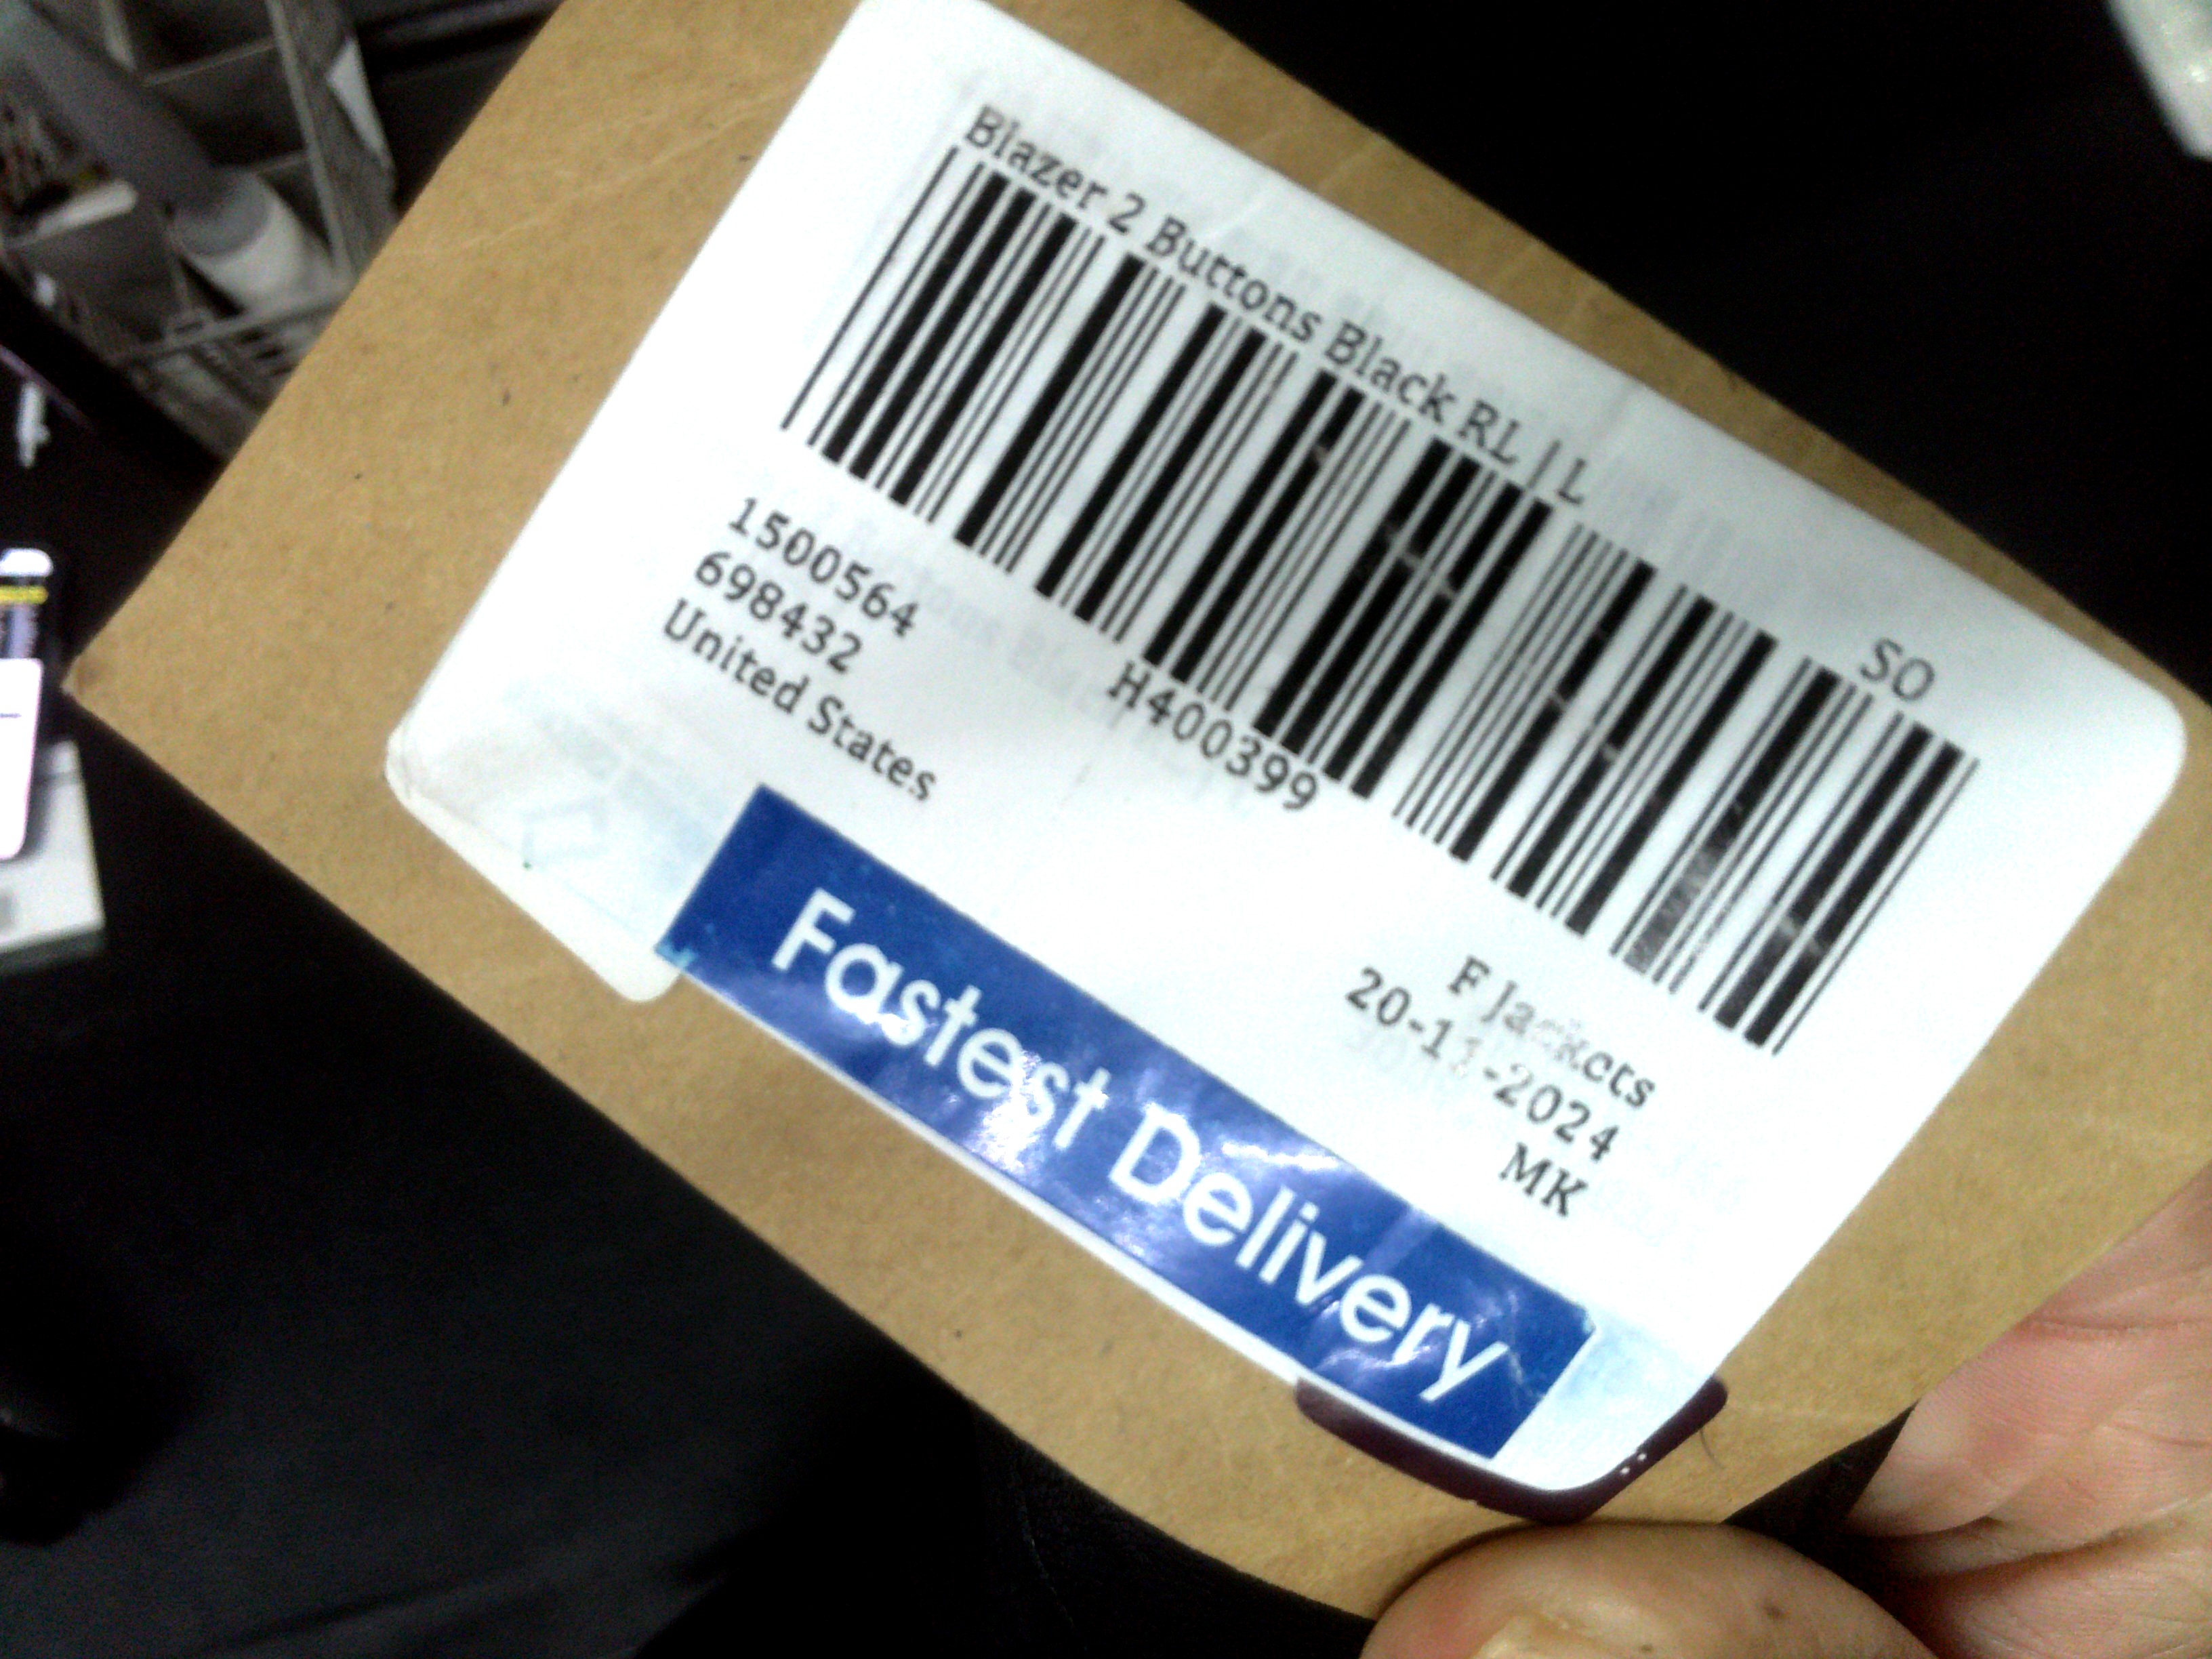 Blazer 2 Buttons Black RL | L
SO
1500564
698432
United States
H400399
F Jackets
20-11-2024
MK
Fastest Delivery